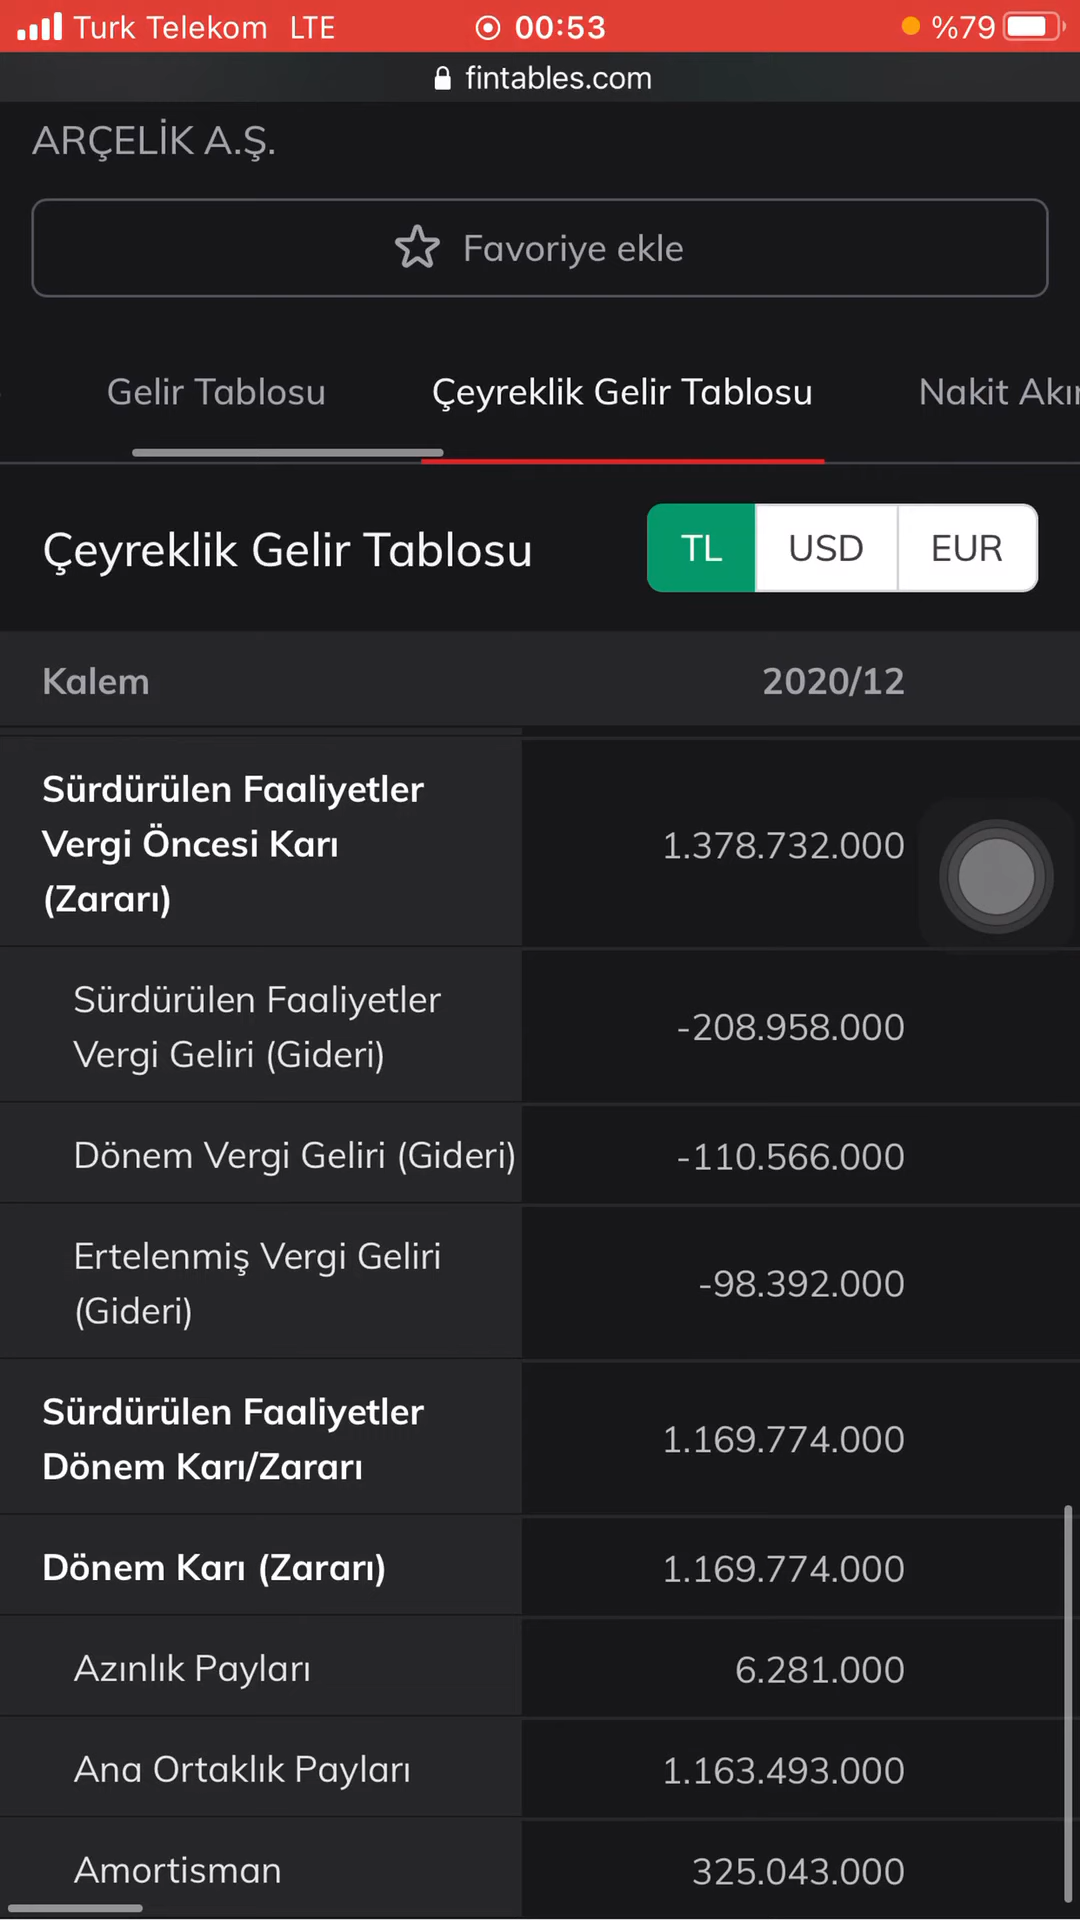 Turk Telekom LTE 00:53 %79
fintables.com
ARÇELİK A.Ş.
Favoriye ekle
Gelir Tablosu Çeyreklik Gelir Tablosu Nakit Akı
Çeyreklik Gelir Tablosu TL USD EUR
Kalem 2020/12
Sürdürülen Faaliyetler
Vergi Öncesi Karı
(Zararı)
1.378.732.000
Sürdürülen Faaliyetler
Vergi Geliri (Gideri)
-208.958.000
Dönem Vergi Geliri (Gideri) -110.566.000
Ertelenmiş Vergi Geliri
(Gideri)
-98.392.000
Sürdürülen Faaliyetler
Dönem Karı/Zararı
1.169.774.000
Dönem Karı (Zararı) 1.169.774.000
Azınlık Payları 6.281.000
Ana Ortaklık Payları 1.163.493.000
Amortisman 325.043.000